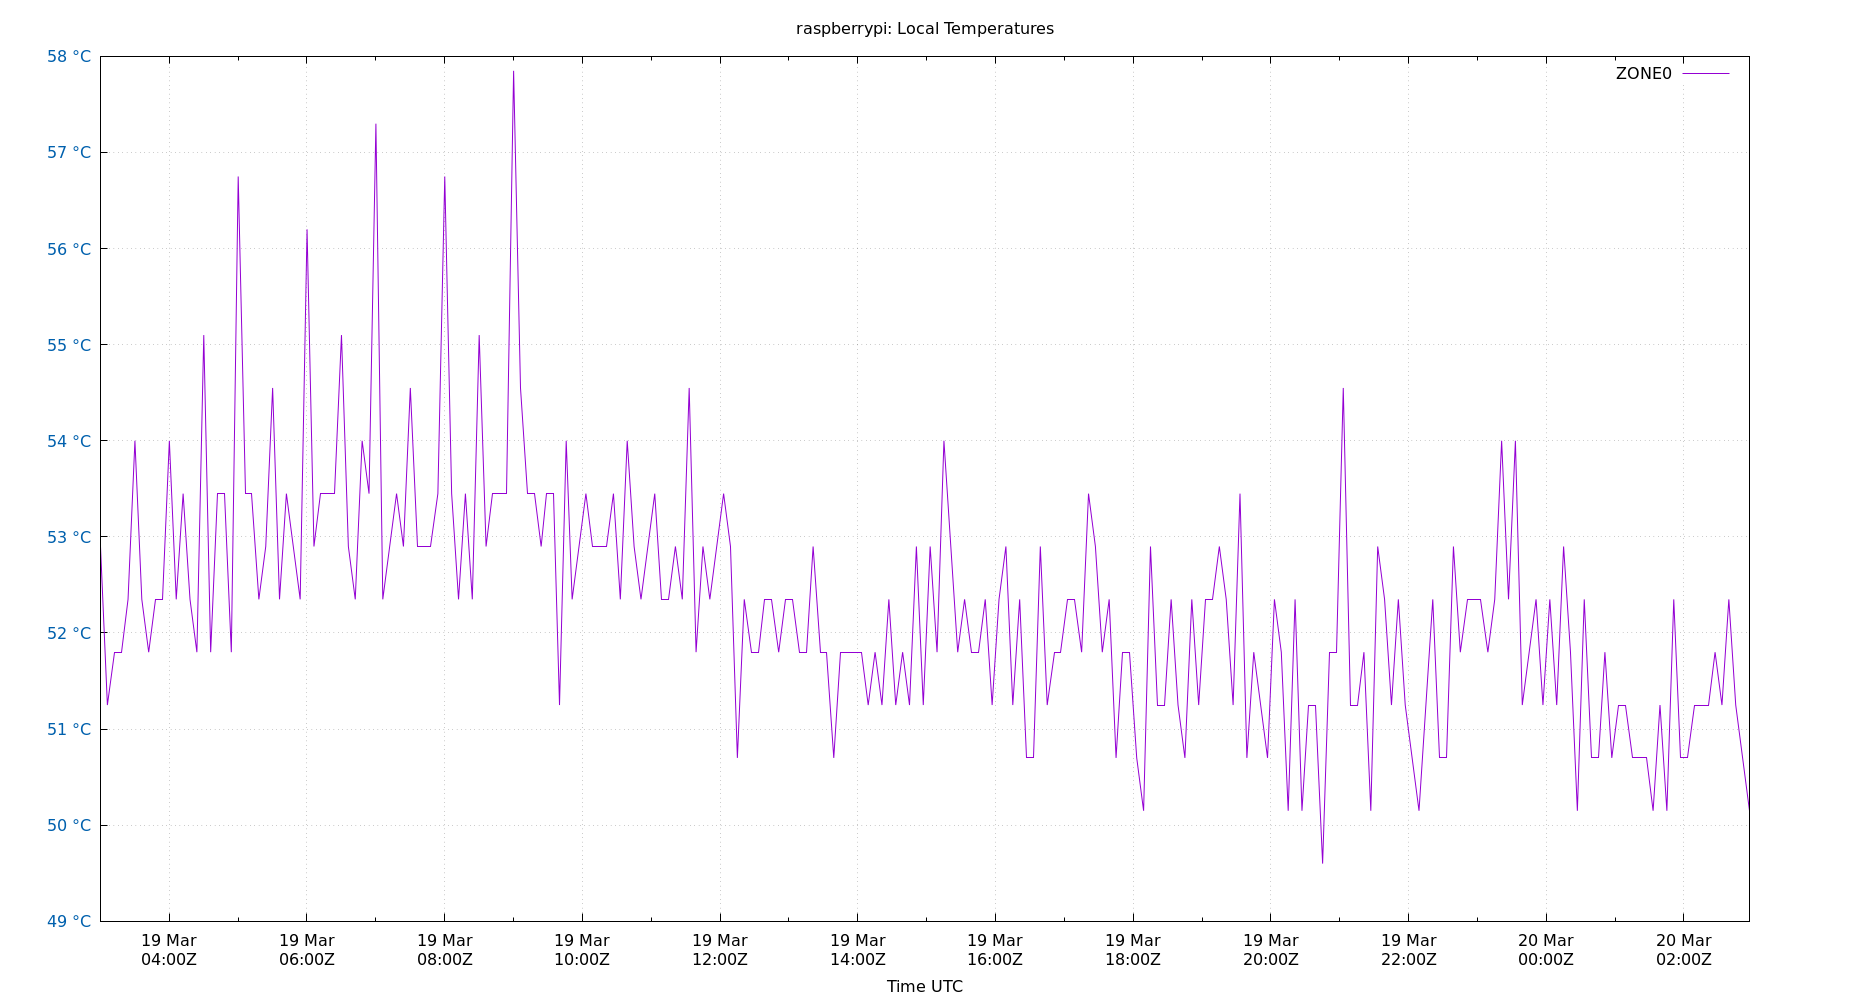 raspberrypi: Local Temperatures
58 °C
57 °C
56 °C
55 °C
54 °C
53 °C
52 °C
51 °C
50 °C
49 °C
ZONE0
19 Mar 19 Mar 19 Mar 19 Mar 19 Mar 19 Mar 19 Mar 19 Mar 19 Mar 19 Mar 20 Mar 20 Mar
04:00Z 06:00Z 08:00Z 10:00Z 12:00Z 14:00Z 16:00Z 18:00Z 20:00Z 22:00Z 00:00Z 02:00Z
Time UTC